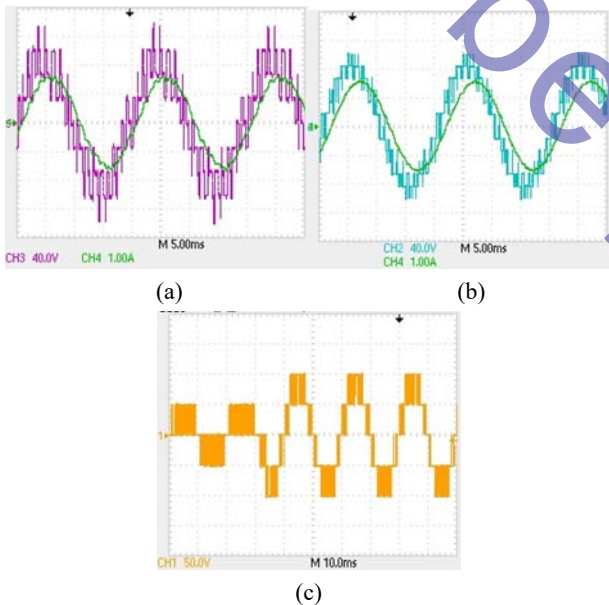 M 5.00ms
CH3 40.0V CH4 1.00A
CH2 40.0V M 5.00ms
CH4 1.00A
(a)
(b)
CH1 50.0V M 10.0ms
(c)